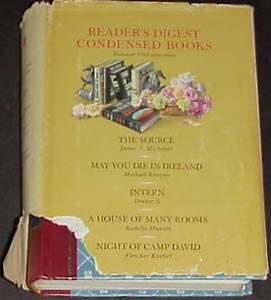 READER'S DIGEST
CONDENSED BOOKS
THE SOURCE
James A. Michener
MAY YOU DIE IN IRELAND
Michael Kenyon
INTERN
Doctor X
A HOUSE OF MANY ROOMS
Rodello Hunter
NIGHT OF CAMP DAVID
Fletcher Knebel